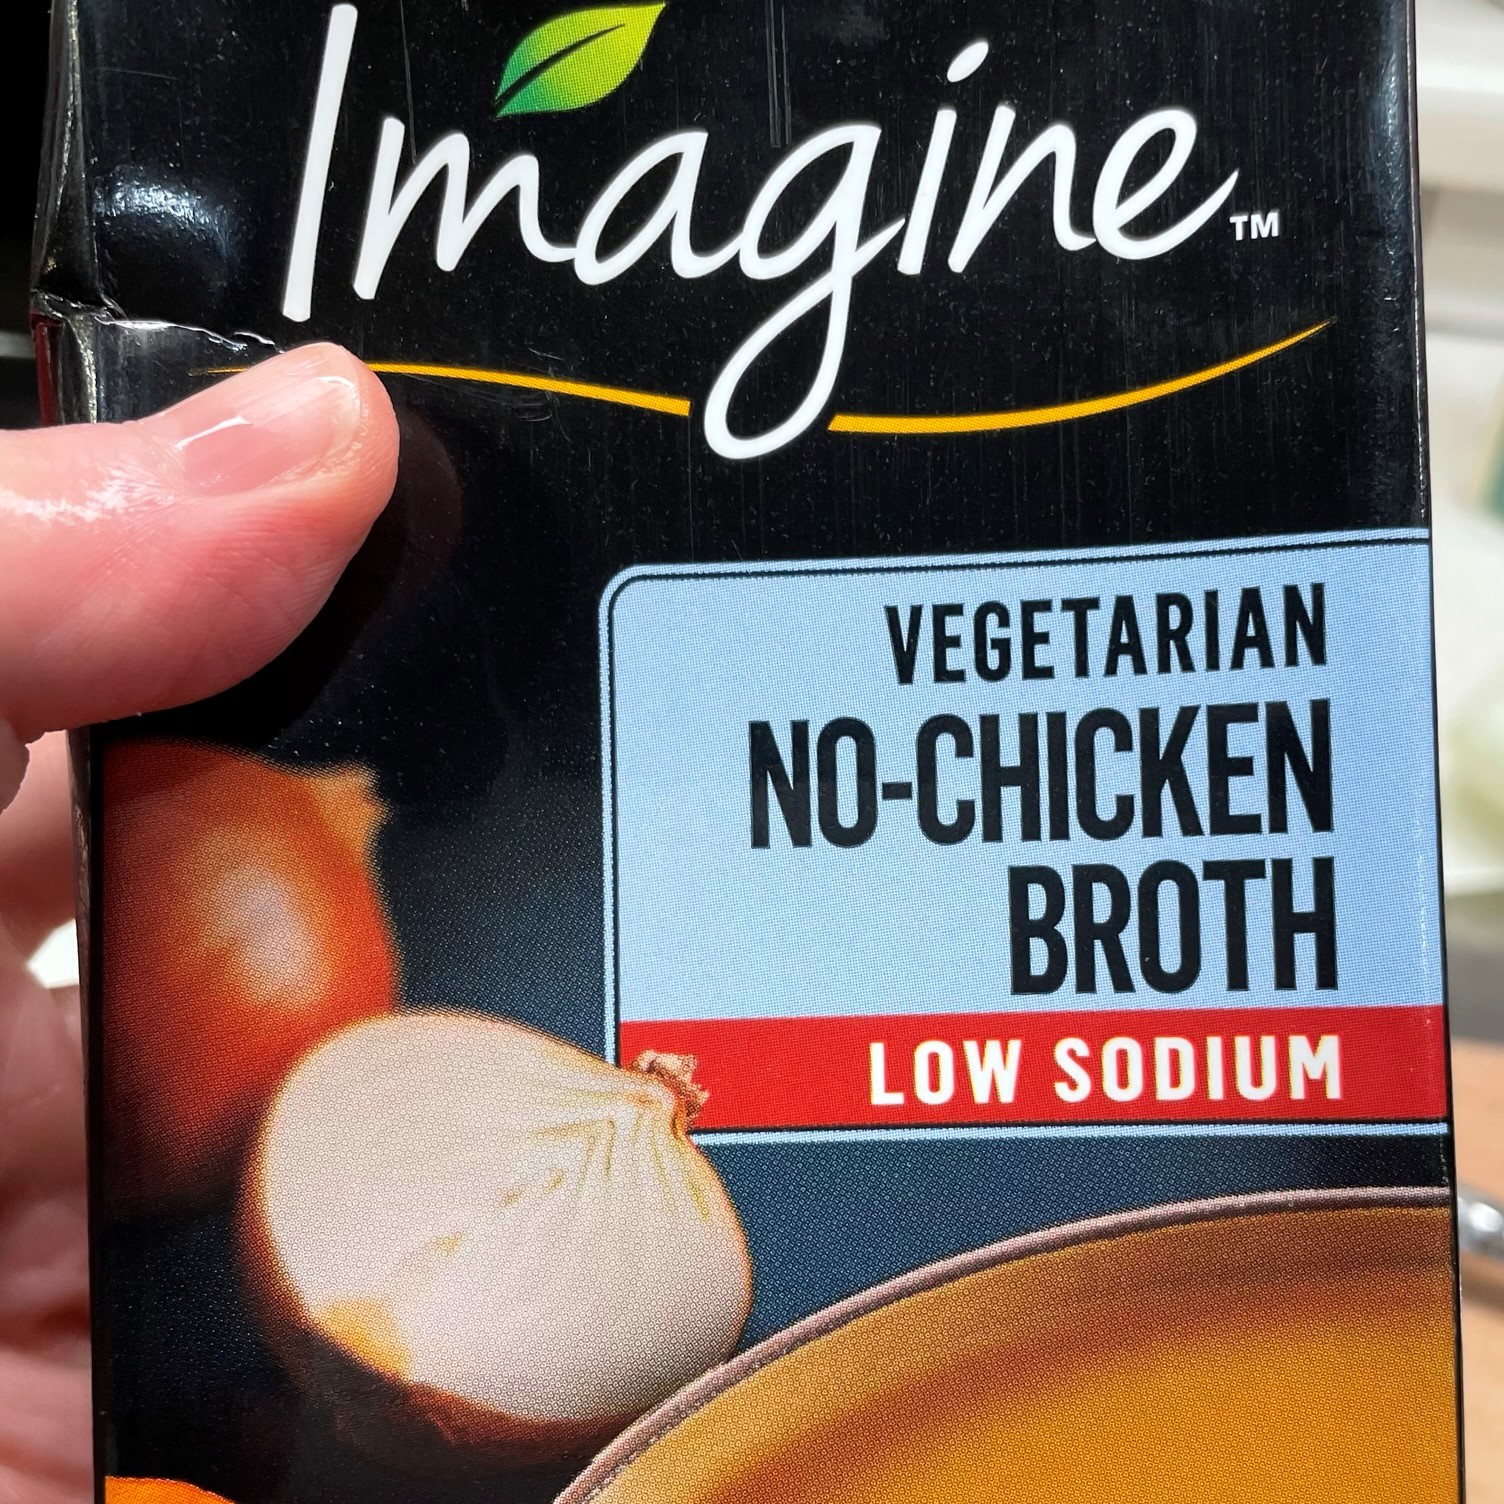 Imagine™
VEGETARIAN
NO-CHICKEN
BROTH
LOW SODIUM